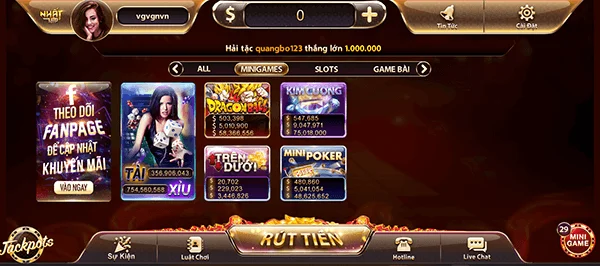 NHẤT
vgvgnvn
$ 0 +
Tin Tức
Cài Đặt
Hải tặc quangbo123 thắng lớn 1.000.000
ALL
MINIGAMES
SLOTS
GAME BÀI
f
THEO DÕI
FANPAGE
ĐỂ CẬP NHẬT
KHUYẾN MÃI
VÀO NGAY
TÀI 356,906,043
754,560,568 XỈU
DRAGONBALL
$ 503,398
$ 5,010,900
$ 58,366,556
KIM CƯƠNG
$ 547,685
$ 9,047,971
$ 75,018,000
TRÊN
DƯỚI
$ 20,702
$ 229,023
$ 3,446,826
MINI
POKER
$ 480,860
$ 5,041,054
$ 48,625,652
Jackpots
Sự Kiện
Luật Chơi
RÚT TIỀN
Hotline
Live Chat
29
MINI
GAME